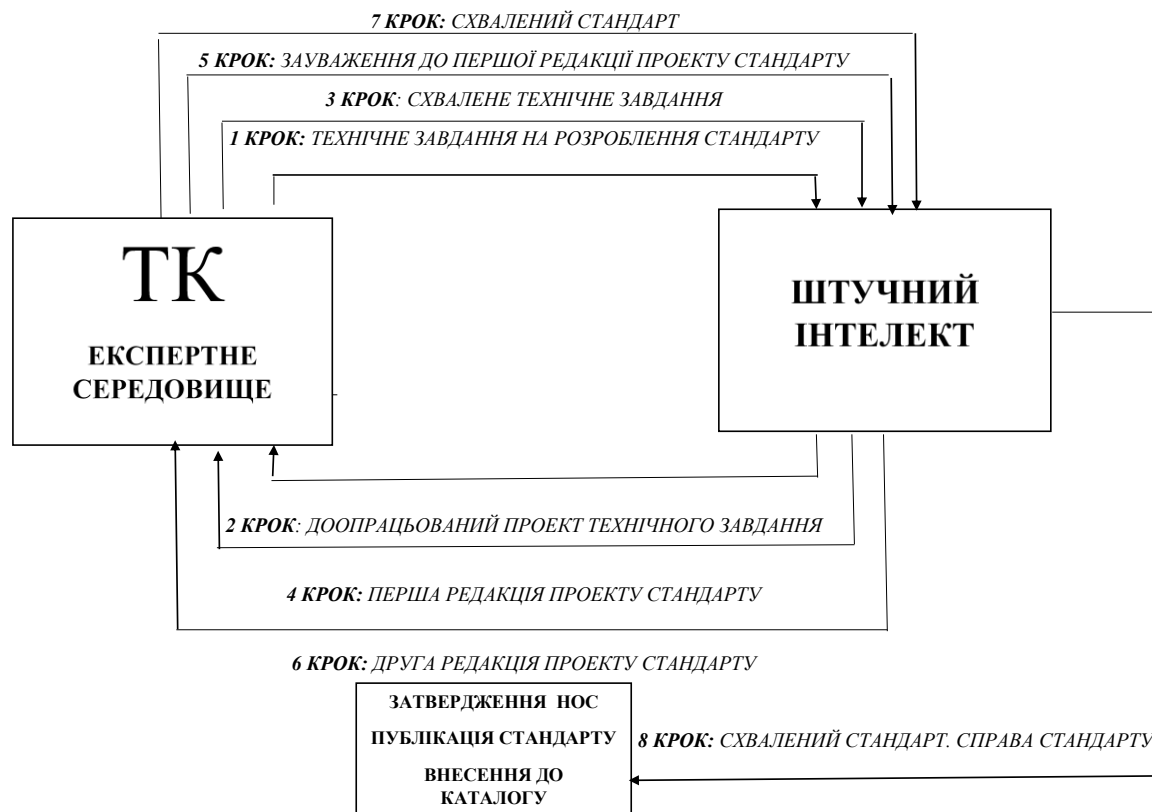 7 КРОК: СХВАЛЕНИЙ СТАНДАРТ
5 КРОК: ЗАУВАЖЕННЯ ДО ПЕРШОЇ РЕДАКЦІЇ ПРОЕКТУ СТАНДАРТУ
3 КРОК: СХВАЛЕНЕ ТЕХНІЧНЕ ЗАВДАННЯ
1 КРОК: ТЕХНІЧНЕ ЗАВДАННЯ НА РОЗРОБЛЕННЯ СТАНДАРТУ
ТК
ЕКСПЕРТНЕ
СЕРЕДОВИЩЕ
ШТУЧНИЙ
ІНТЕЛЕКТ
2 КРОК: ДООПРАЦЬОВАНИЙ ПРОЕКТ ТЕХНІЧНОГО ЗАВДАННЯ
4 КРОК: ПЕРША РЕДАКЦІЯ ПРОЕКТУ СТАНДАРТУ
6 КРОК: ДРУГА РЕДАКЦІЯ ПРОЕКТУ СТАНДАРТУ
ЗАТВЕРДЖЕННЯ НОС
ПУБЛІКАЦІЯ СТАНДАРТУ
ВНЕСЕННЯ ДО
КАТАЛОГУ
8 КРОК: СХВАЛЕНИЙ СТАНДАРТ. СПРАВА СТАНДАРТУ